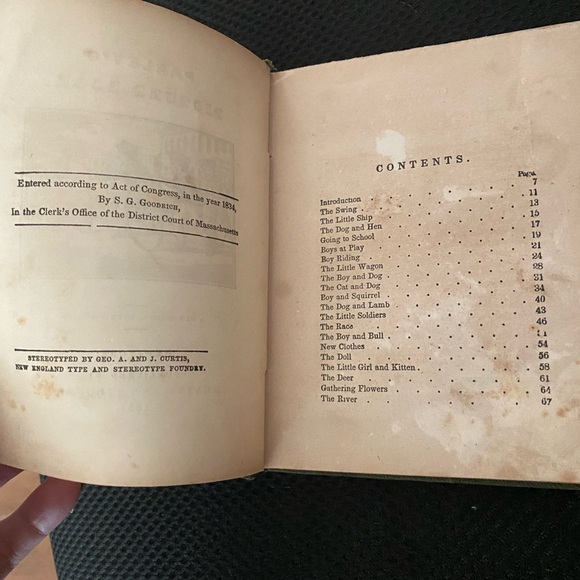 Entered according to Act of Congress, in the year 1834,
By S. G. GOODRICH,
In the Clerk's Office of the District Court of Massachusetts
STEREOTYPED BY GEO. A. AND J. CURTIS,
NEW ENGLAND TYPE AND STEREOTYPE FOUNDRY.
CONTENTS.
Page.
Introduction 7
The Swing 11
The Little Ship 13
The Dog and Hen 15
Going to School 17
Boys at Play 19
Boy Riding 21
The Little Wagon 24
The Boy and Dog 28
The Cat and Dog 31
Boy and Squirrel 34
The Dog and Lamb 40
The Little Soldiers 43
The Race 46
The Boy and Bull
New Clothes 54
The Doll 56
The Little Girl and Kitten 58
The Deer 61
Gathering Flowers 64
The River 67